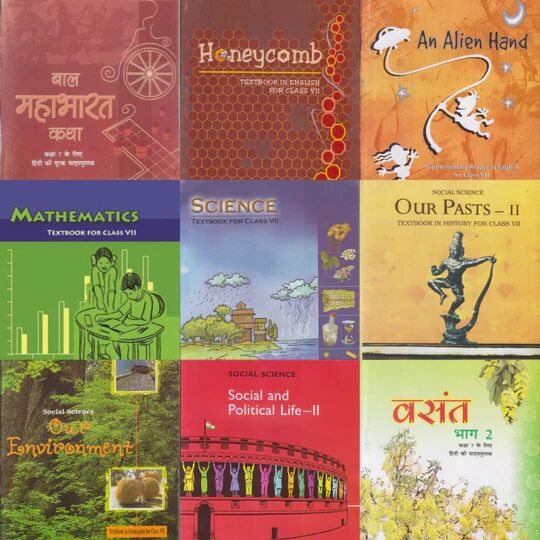 बाल
महाभारत
कथा
कक्षा 7 के लिए
हिंदी की पूरक पाठ्यपुस्तक
Honeycomb
TEXTBOOK IN ENGLISH
FOR CLASS VII
An Alien Hand
Supplementary Reader in English
for Class VII
MATHEMATICS
TEXTBOOK FOR CLASS VII
SCIENCE
TEXTBOOK FOR CLASS VII
SOCIAL SCIENCE
OUR PASTS – II
TEXTBOOK IN HISTORY FOR CLASS VII
Social Science
Our
Environment
Textbook in Geography for Class VII
SOCIAL SCIENCE
Social and
Political Life–II
वसंत
भाग 2
कक्षा 7 के लिए
हिंदी की पाठ्यपुस्तक